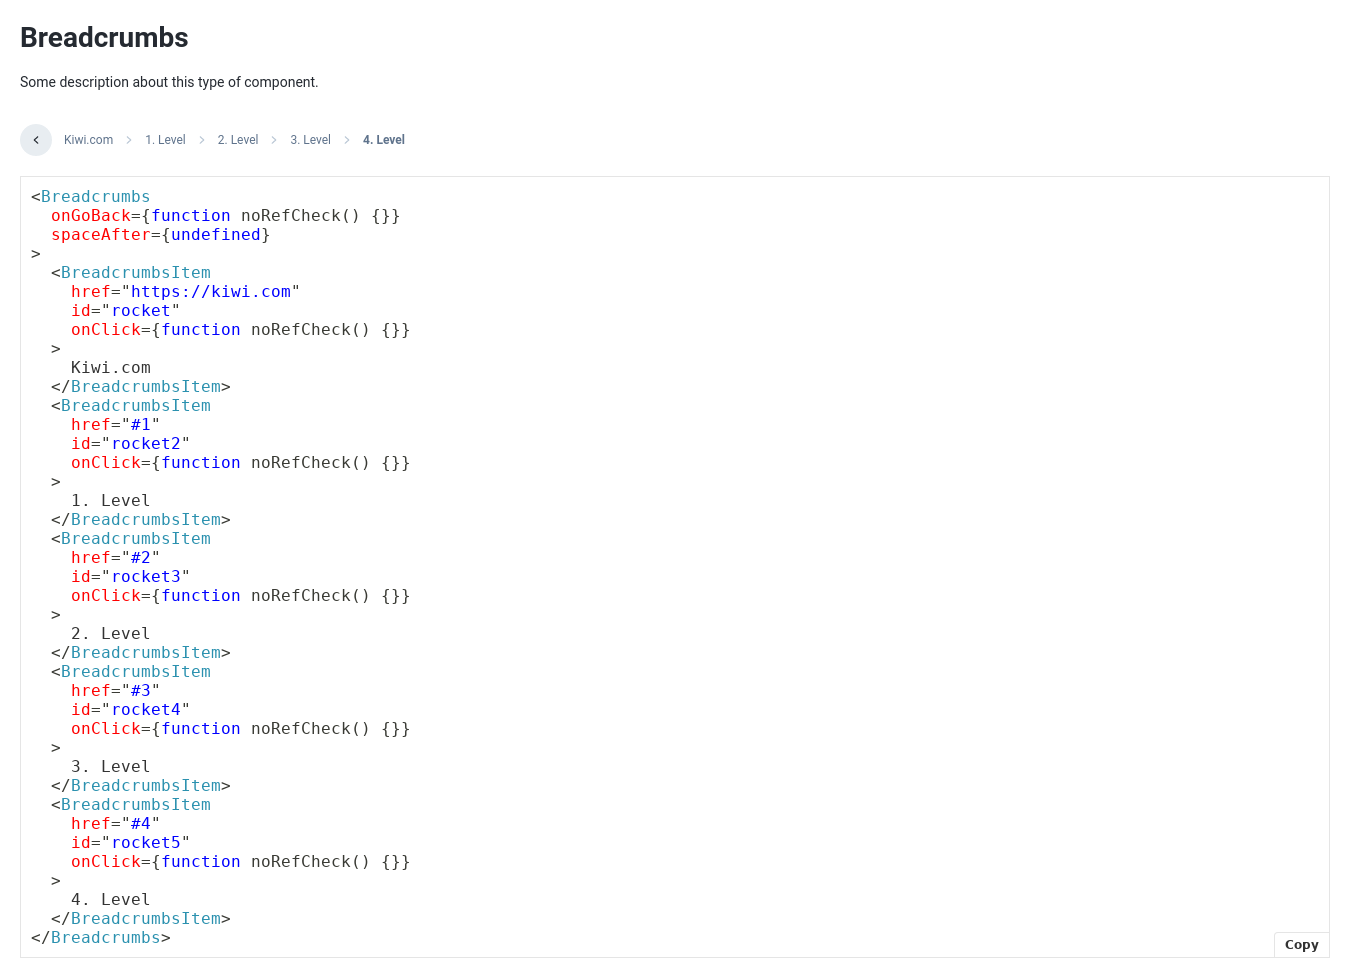 Breadcrumbs
Some description about this type of component.
Kiwi.com 1. Level 2. Level 3. Level 4. Level
<Breadcrumbs
  onGoBack={function noRefCheck() {}}
  spaceAfter={undefined}
>
  <BreadcrumbsItem
    href="https://kiwi.com"
    id="rocket"
    onClick={function noRefCheck() {}}
  >
    Kiwi.com
  </BreadcrumbsItem>
  <BreadcrumbsItem
    href="#1"
    id="rocket2"
    onClick={function noRefCheck() {}}
  >
    1. Level
  </BreadcrumbsItem>
  <BreadcrumbsItem
    href="#2"
    id="rocket3"
    onClick={function noRefCheck() {}}
  >
    2. Level
  </BreadcrumbsItem>
  <BreadcrumbsItem
    href="#3"
    id="rocket4"
    onClick={function noRefCheck() {}}
  >
    3. Level
  </BreadcrumbsItem>
  <BreadcrumbsItem
    href="#4"
    id="rocket5"
    onClick={function noRefCheck() {}}
  >
    4. Level
  </BreadcrumbsItem>
</Breadcrumbs>
Copy